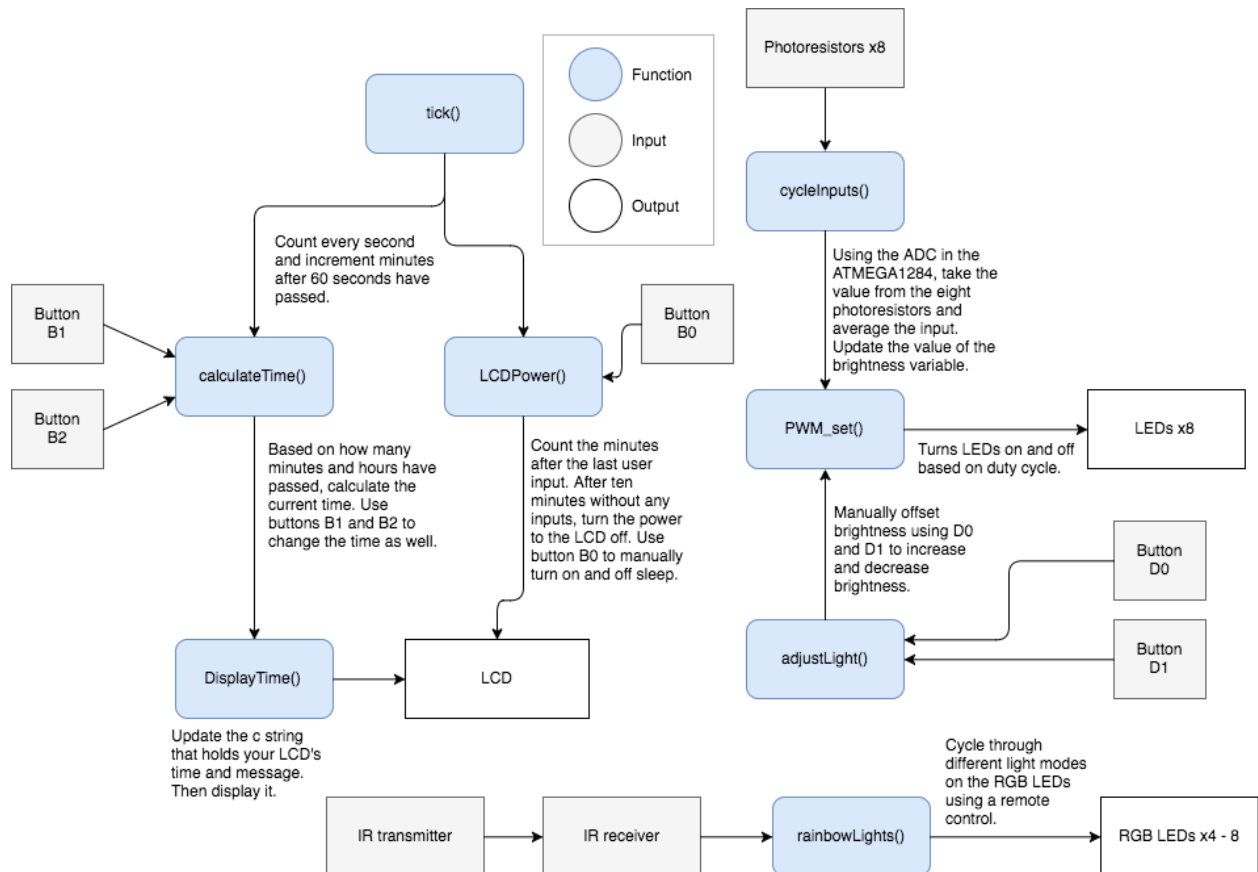 Photoresistors x8
Function
Input
Output
tick()
cycleInputs()
Count every second
and increment minutes
after 60 seconds have
passed.
Using the ADC in the
ATMEGA1284, take the
value from the eight
photoresistors and
average the input.
Update the value of the
brightness variable.
Button
B1
Button
B0
calculateTime()
LCDPower()
Button
B2
PWM_set()
LEDs x8
Turns LEDs on and off
based on duty cycle.
Based on how many
minutes and hours have
passed, calculate the
current time. Use
buttons B1 and B2 to
change the time as well.
Count the minutes
after the last user
input. After ten
minutes without any
inputs, turn the power
to the LCD off. Use
button B0 to manually
turn on and off sleep.
Manually offset
brightness using D0
and D1 to increase
and decrease
brightness.
Button
D0
DisplayTime()
LCD
adjustLight()
Button
D1
Update the c string
that holds your LCD's
time and message.
Then display it.
Cycle through
different light modes
on the RGB LEDs
using a remote
control.
IR transmitter
IR receiver
rainbowLights()
RGB LEDs x4 - 8